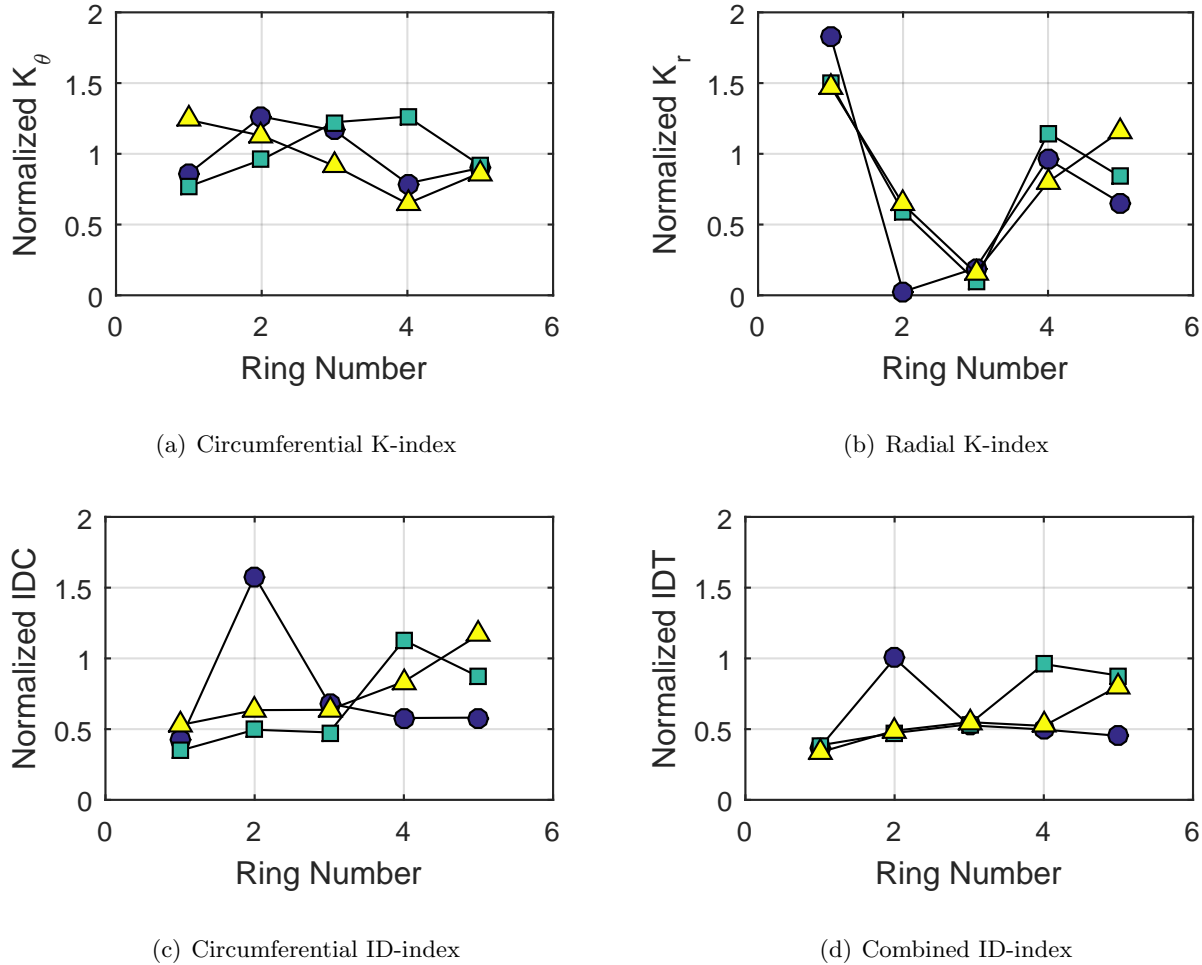 2
1.5
1
0.5
0
Normalized Kθ
0 2 4 6
Ring Number
(a) Circumferential K-index
2
1.5
1
0.5
0
Normalized Kr
0 2 4 6
Ring Number
(b) Radial K-index
2
1.5
1
0.5
0
Normalized IDC
0 2 4 6
Ring Number
(c) Circumferential ID-index
2
1.5
1
0.5
0
Normalized IDT
0 2 4 6
Ring Number
(d) Combined ID-index